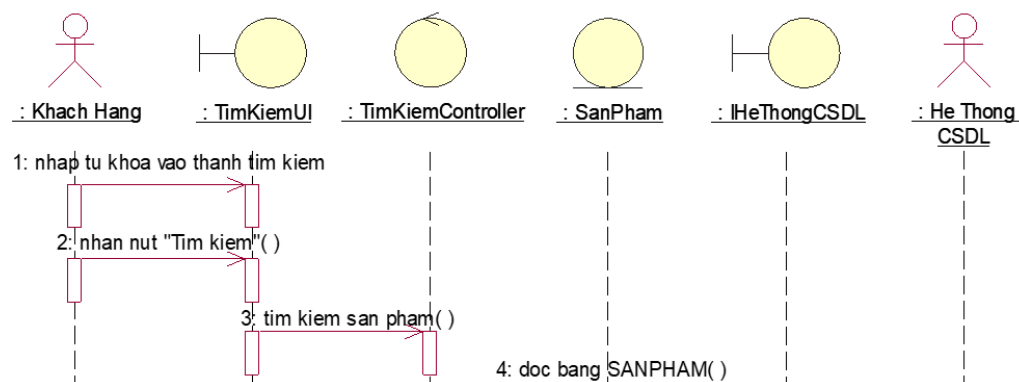 : Khach Hang
: TimKiemUI
: TimKiemController
: SanPham
: IHeThongCSDL
: He Thong
CSDL
1: nhap tu khoa vao thanh tim kiem
2: nhan nut "Tim kiem"( )
3: tim kiem san pham( )
4: doc bang SANPHAM( )